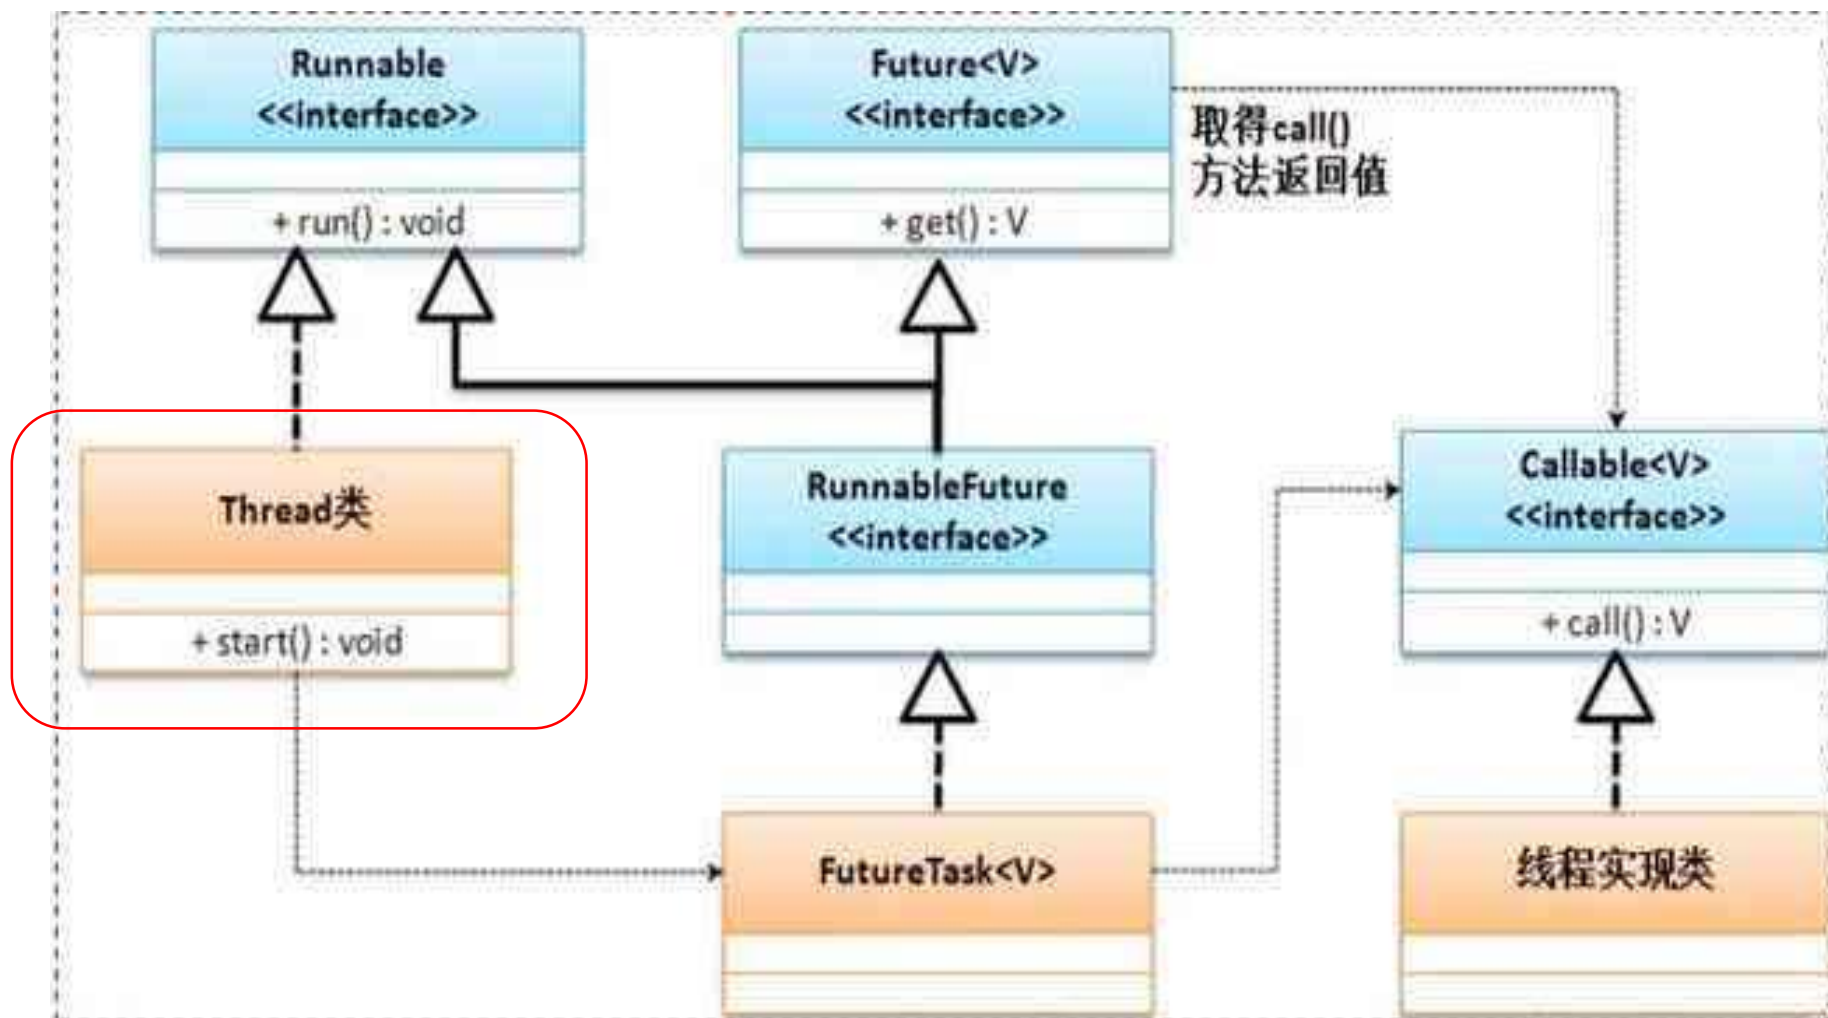 Runnable
<<interface>>
+ run() : void
Future<V>
<<interface>>
+ get() : V
取得call()
方法返回值
Thread类
+ start() : void
RunnableFuture
<<interface>>
Callable<V>
<<interface>>
+ call() : V
FutureTask<V>
线程实现类